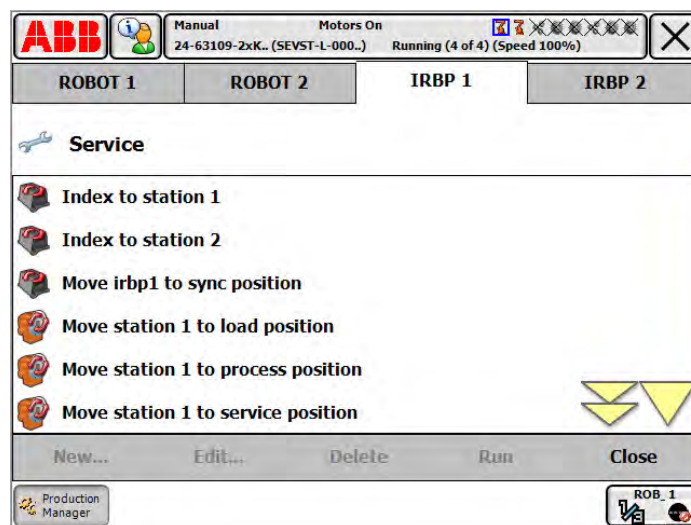 ABB
Manual Motors On
24-63109-2xK.. (SEVST-L-000..) Running (4 of 4) (Speed 100%)
ROBOT 1 ROBOT 2 IRBP 1 IRBP 2
Service
Index to station 1
Index to station 2
Move irbp1 to sync position
Move station 1 to load position
Move station 1 to process position
Move station 1 to service position
New... Edit... Delete Run Close
Production
Manager
ROB_1
1/3